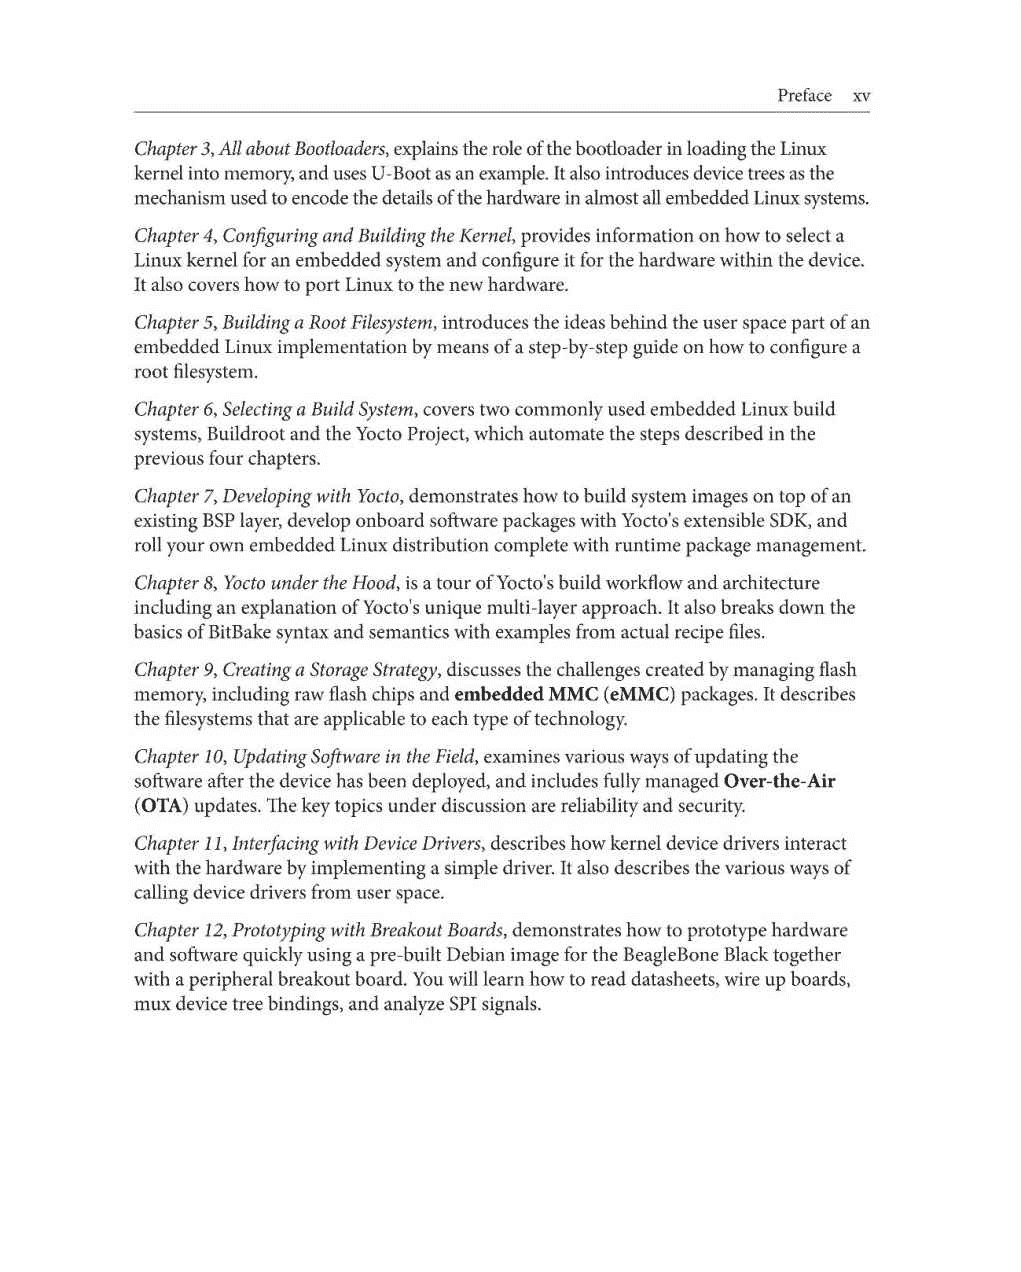 Preface xv
Chapter 3, All about Bootloaders, explains the role of the bootloader in loading the Linux
kernel into memory, and uses U-Boot as an example. It also introduces device trees as the
mechanism used to encode the details of the hardware in almost all embedded Linux systems.
Chapter 4, Configuring and Building the Kernel, provides information on how to select a
Linux kernel for an embedded system and configure it for the hardware within the device.
It also covers how to port Linux to the new hardware.
Chapter 5, Building a Root Filesystem, introduces the ideas behind the user space part of an
embedded Linux implementation by means of a step-by-step guide on how to configure a
root filesystem.
Chapter 6, Selecting a Build System, covers two commonly used embedded Linux build
systems, Buildroot and the Yocto Project, which automate the steps described in the
previous four chapters.
Chapter 7, Developing with Yocto, demonstrates how to build system images on top of an
existing BSP layer, develop onboard software packages with Yocto's extensible SDK, and
roll your own embedded Linux distribution complete with runtime package management.
Chapter 8, Yocto under the Hood, is a tour of Yocto's build workflow and architecture
including an explanation of Yocto's unique multi-layer approach. It also breaks down the
basics of BitBake syntax and semantics with examples from actual recipe files.
Chapter 9, Creating a Storage Strategy, discusses the challenges created by managing flash
memory, including raw flash chips and embedded MMC (eMMC) packages. It describes
the filesystems that are applicable to each type of technology.
Chapter 10, Updating Software in the Field, examines various ways of updating the
software after the device has been deployed, and includes fully managed Over-the-Air
(OTA) updates. The key topics under discussion are reliability and security.
Chapter 11, Interfacing with Device Drivers, describes how kernel device drivers interact
with the hardware by implementing a simple driver. It also describes the various ways of
calling device drivers from user space.
Chapter 12, Prototyping with Breakout Boards, demonstrates how to prototype hardware
and software quickly using a pre-built Debian image for the BeagleBone Black together
with a peripheral breakout board. You will learn how to read datasheets, wire up boards,
mux device tree bindings, and analyze SPI signals.